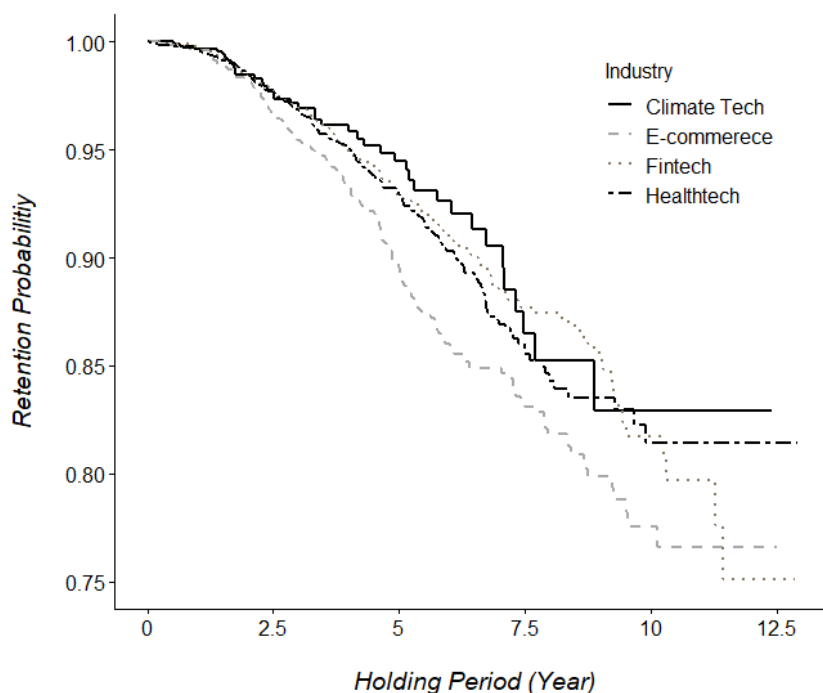 1.00
0.95
0.90
0.85
0.80
0.75
Retention Probabilitiy
Industry
Climate Tech
E-commerece
Fintech
Healthtech
0 2.5 5 7.5 10 12.5
Holding Period (Year)